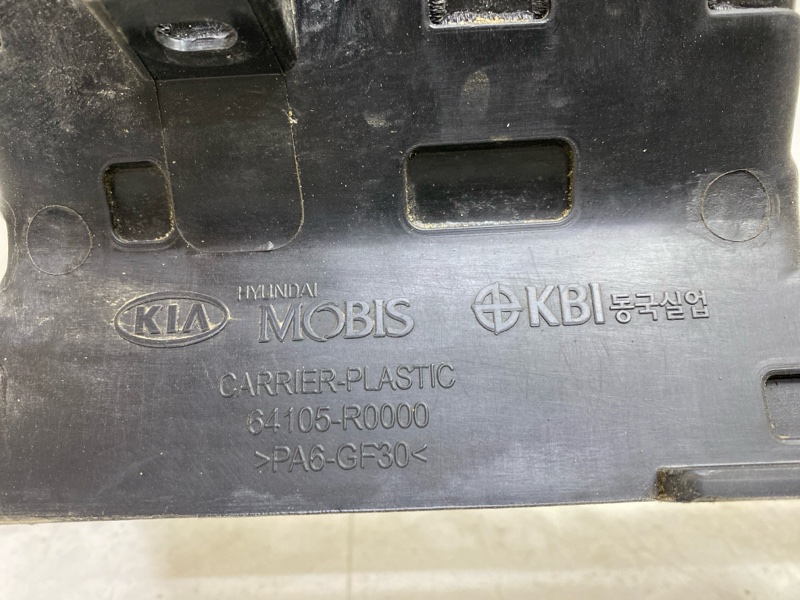 KIA HYUNDAI MOBIS KBI 동국실업
CARRIER-PLASTIC
64105-R0000
>PA6-GF30<